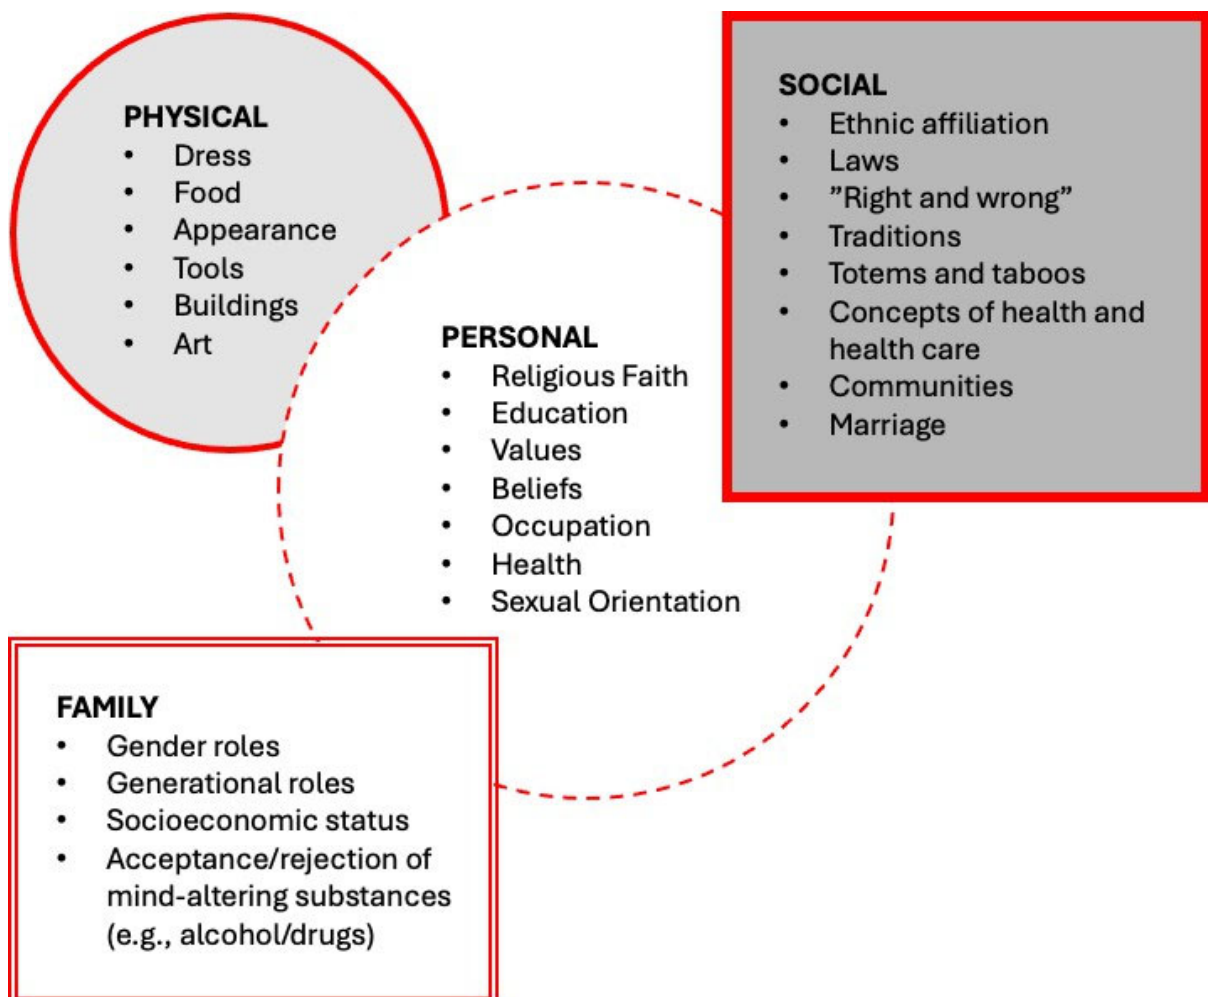 PHYSICAL
• Dress
• Food
• Appearance
• Tools
• Buildings
• Art
SOCIAL
• Ethnic affiliation
• Laws
• ”Right and wrong”
• Traditions
• Totems and taboos
• Concepts of health and
health care
• Communities
• Marriage
PERSONAL
• Religious Faith
• Education
• Values
• Beliefs
• Occupation
• Health
• Sexual Orientation
FAMILY
• Gender roles
• Generational roles
• Socioeconomic status
• Acceptance/rejection of
mind-altering substances
(e.g., alcohol/drugs)